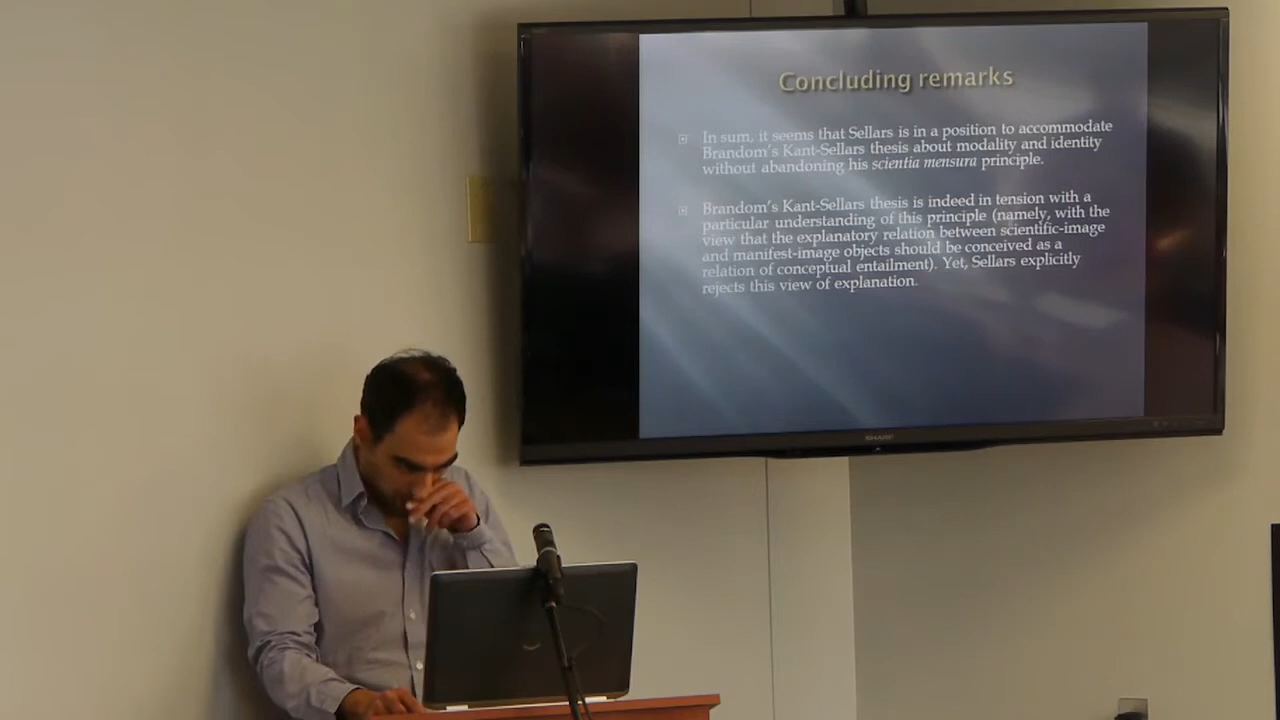 Concluding remarks
In sum, it seems that Sellars is in a position to accommodate
Brandom's Kant-Sellars thesis about modality and identity
without abandoning his scientia mensura principle.
Brandom's Kant-Sellars thesis is indeed in tension with a
particular understanding of this principle (namely, with the
view that the explanatory relation between scientific-image
and manifest-image objects should be conceived as a
relation of conceptual entailment). Yet, Sellars explicitly
rejects this view of explanation.
SHARP